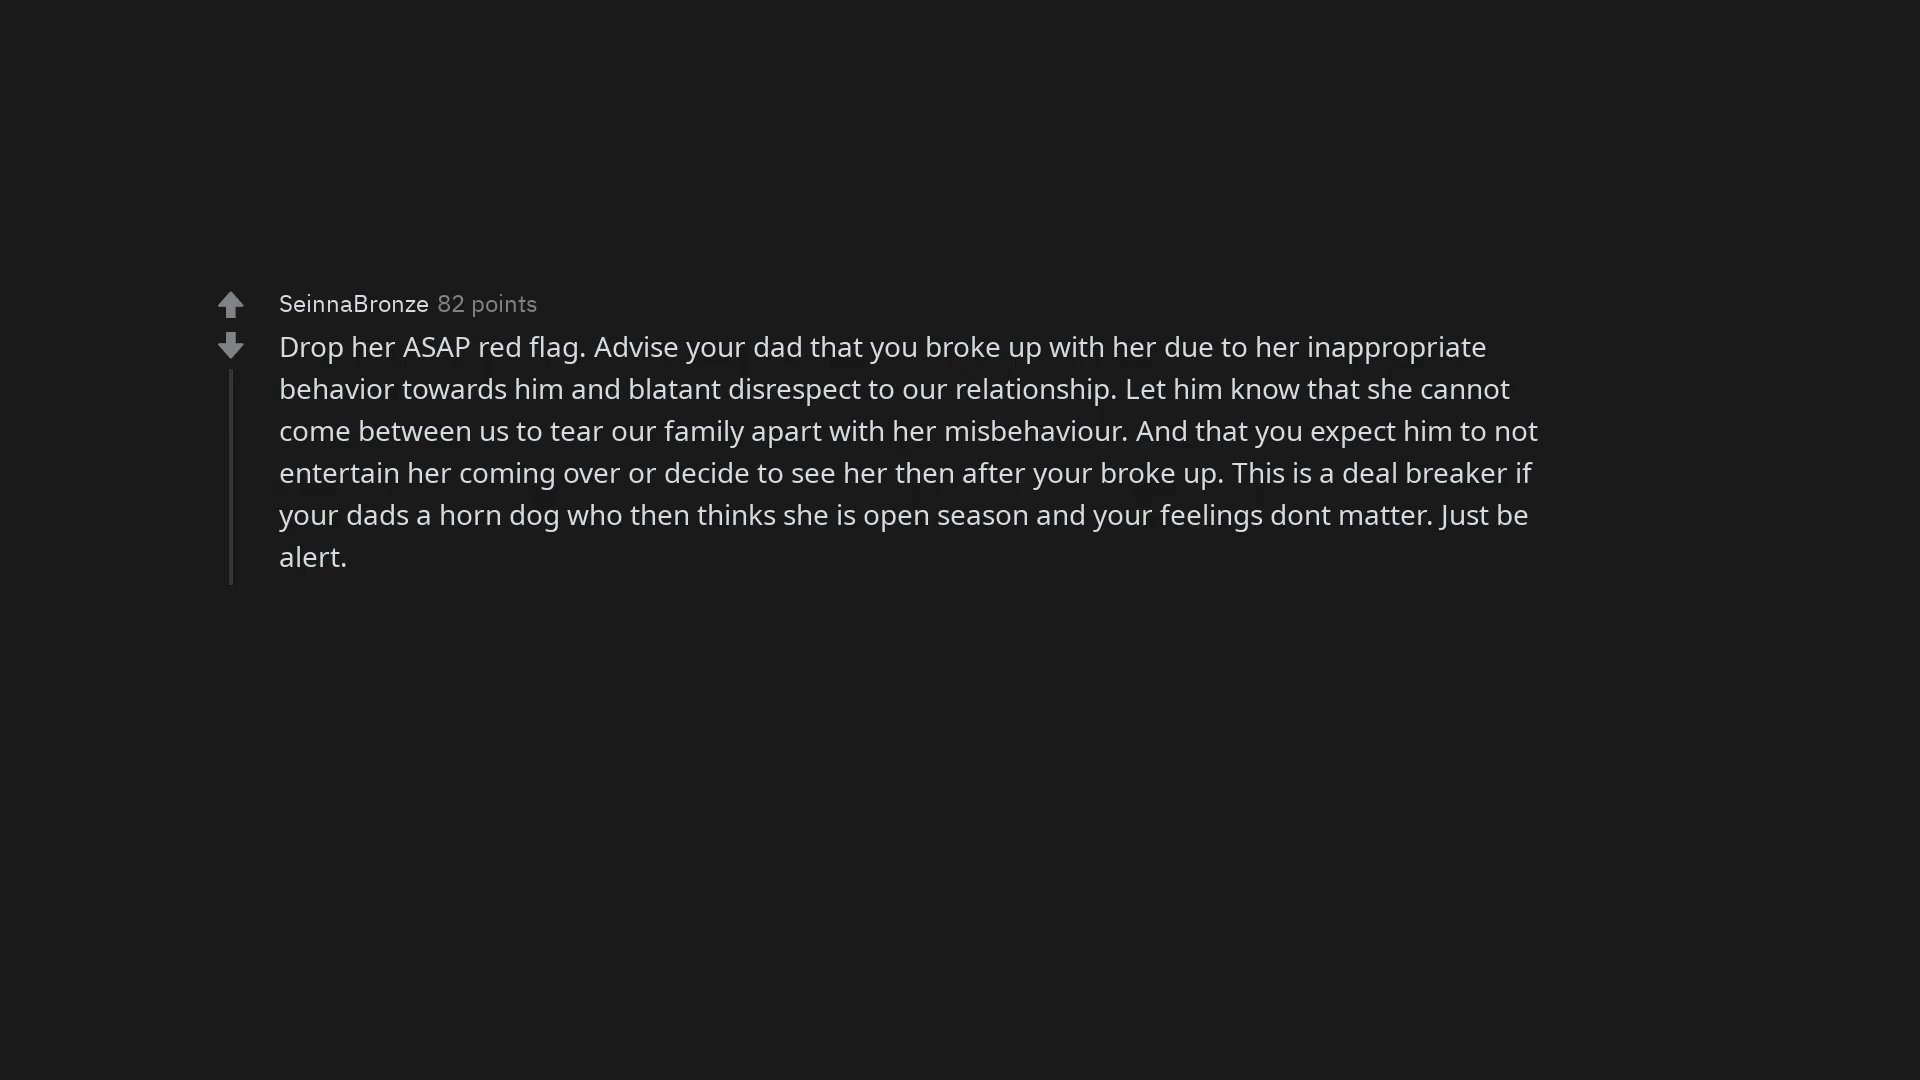 SeinnaBronze 82 points
Drop her ASAP red flag. Advise your dad that you broke up with her due to her inappropriate
behavior towards him and blatant disrespect to our relationship. Let him know that she cannot
come between us to tear our family apart with her misbehaviour. And that you expect him to not
entertain her coming over or decide to see her then after your broke up. This is a deal breaker if
your dads a horn dog who then thinks she is open season and your feelings dont matter. Just be
alert.